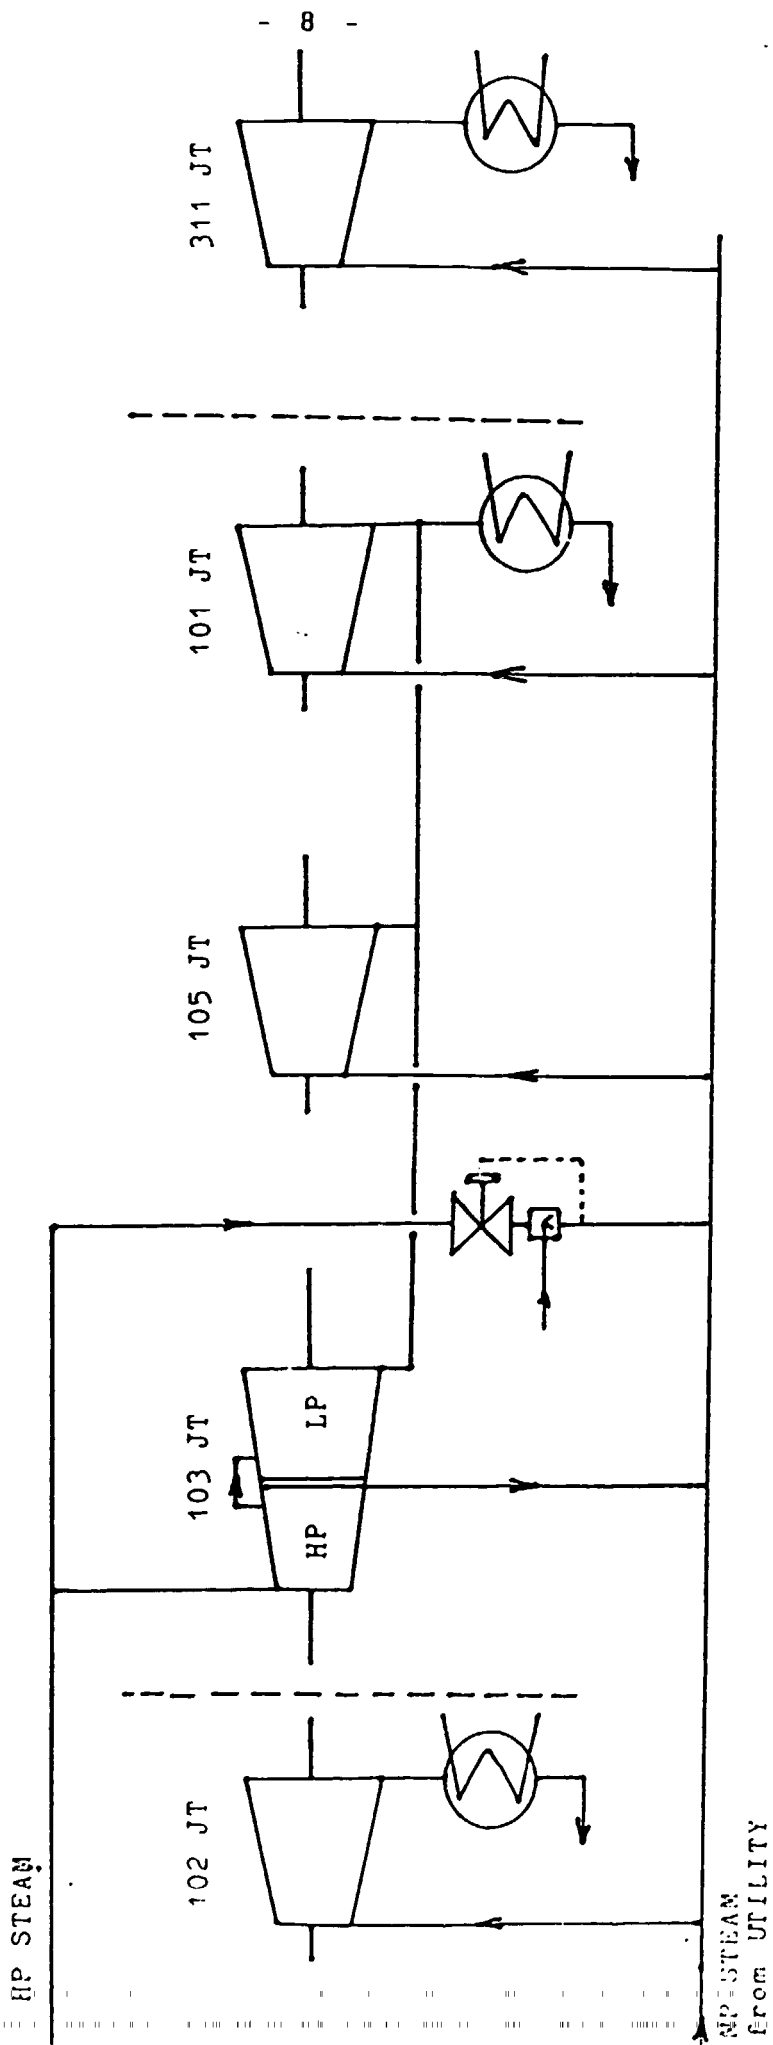 - 8 -
HP STEAM
102 JT
103 JT
HP
LP
105 JT
101 JT
311 JT
MP STEAM
from UTILITY